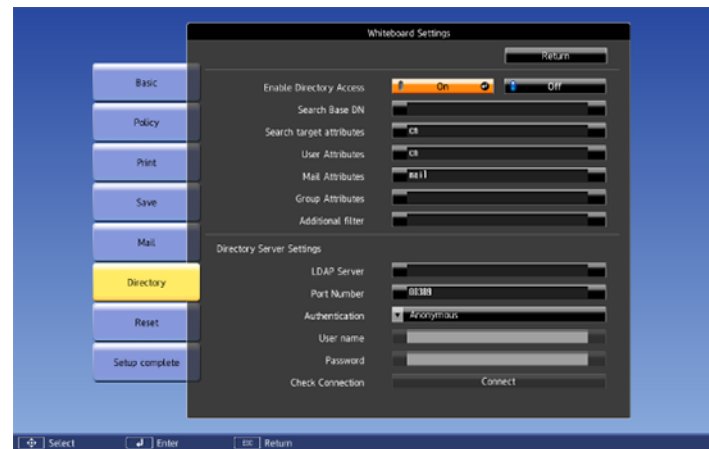 Whiteboard Settings
Return
Basic
Policy
Print
Save
Mail
Directory
Reset
Setup complete
Enable Directory Access On Off
Search Base DN
Search target attributes cn
User Attributes cn
Mail Attributes mail
Group Attributes
Additional filter
Directory Server Settings
LDAP Server
Port Number 00389
Authentication Anonymous
User name
Password
Check Connection Connect
Select Enter ESC Return